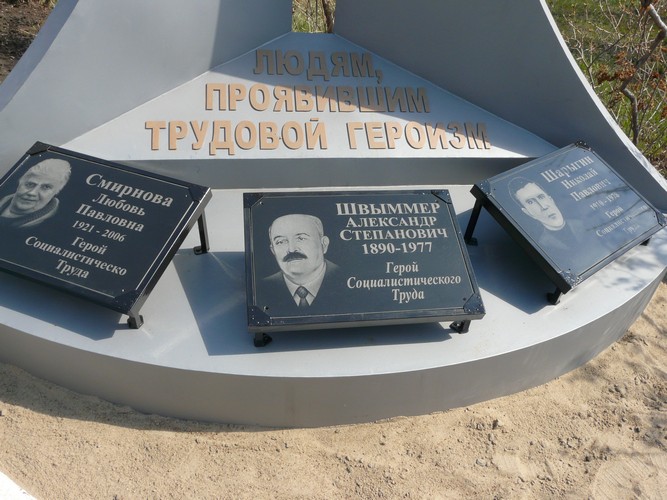 ЛЮДЯМ,
ПРОЯВИВШИМ
ТРУДОВОЙ ГЕРОИЗМ
Смирнова
Любовь
Павловна
1921 - 2006
Герой
Социалистическо
Труда
ШВЫММЕР
АЛЕКСАНДР
СТЕПАНОВИЧ
1890-1977
Герой
Социалистического
Труда
Шарыгин
Николай
Герой